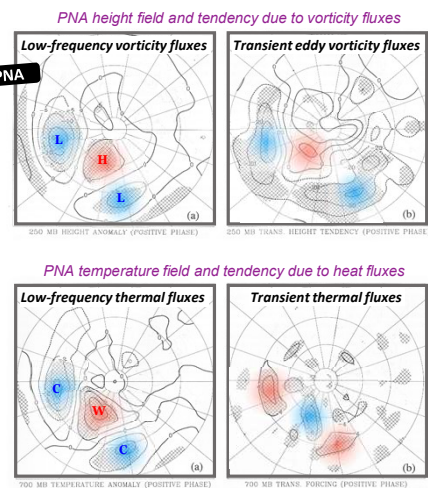 PNA height field and tendency due to vorticity fluxes
Low-frequency vorticity fluxes
Transient eddy vorticity fluxes
PNA
L
H
L
(a)
(b)
250 MB HEIGHT ANOMALY (POSITIVE PHASE)
250 MB TRANS. HEIGHT TENDENCY (POSITIVE PHASE
PNA temperature field and tendency due to heat fluxes
Low-frequency thermal fluxes
Transient thermal fluxes
C
W
C
(a)
(b)
700 MB TEMPERATURE ANOMALY (POSITIVE PHASE)
700 MB TRANS. FORCING (POSITIVE PHASE)